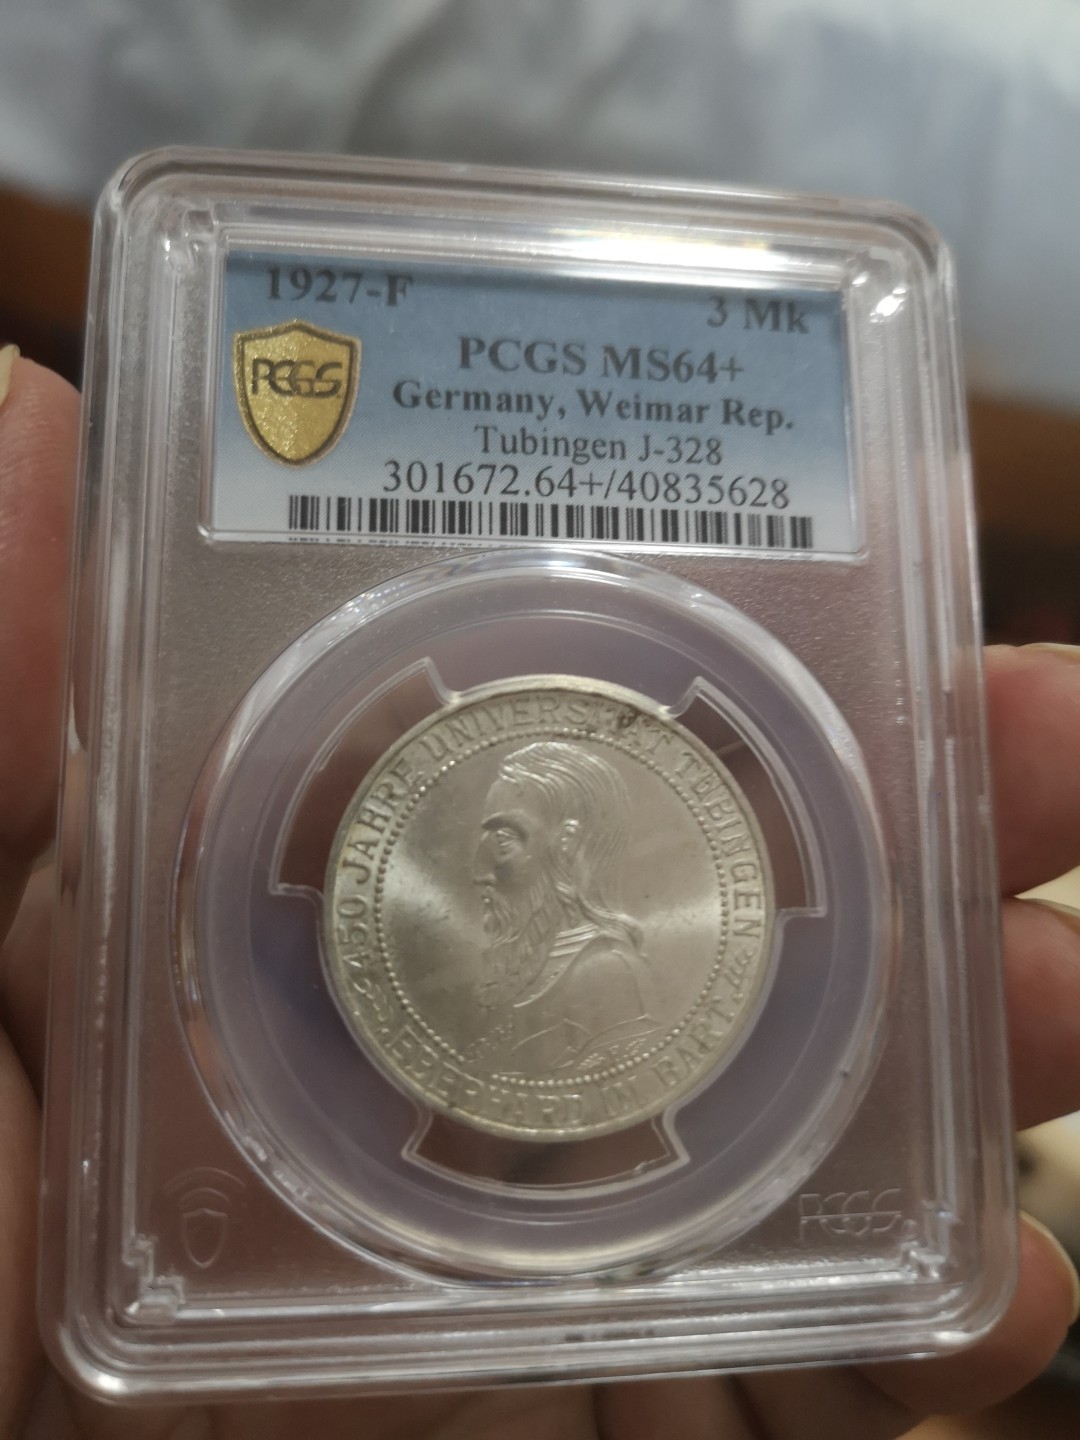 1927-F 3 Mk
PCGS MS64+
Germany, Weimar Rep.
Tubingen J-328
301672.64+/40835628
PCGS
450 JAHRE UNIVERSITÄT TÜBINGEN
EBERHARD IM BART
PCGS